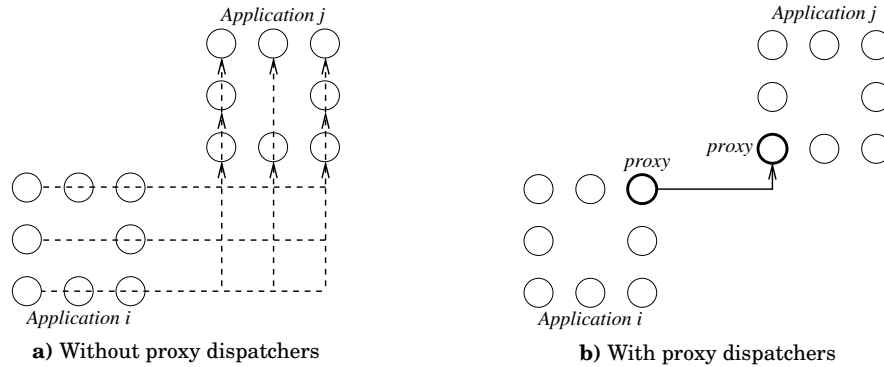 Application j
Application i
a) Without proxy dispatchers
Application j
proxy
proxy
Application i
b) With proxy dispatchers